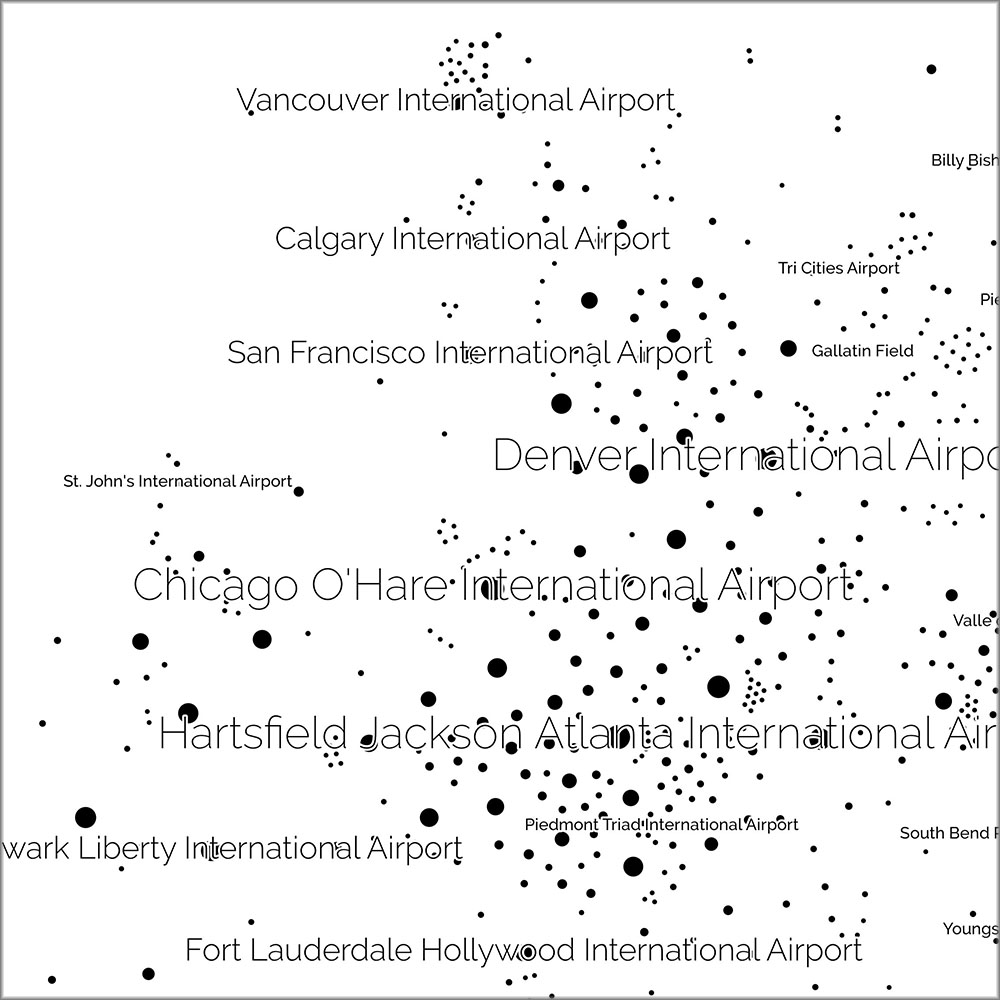 Vancouver International Airport
Billy Bish
Calgary International Airport
Tri Cities Airport
Pie
San Francisco International Airport
Gallatin Field
Denver International Airpo
St. John's International Airport
Chicago O'Hare International Airport
Valle
Hartsfield Jackson Atlanta International Air
Piedmont Triad International Airport
South Bend
wark Liberty International Airport
Youngs
Fort Lauderdale Hollywood International Airport